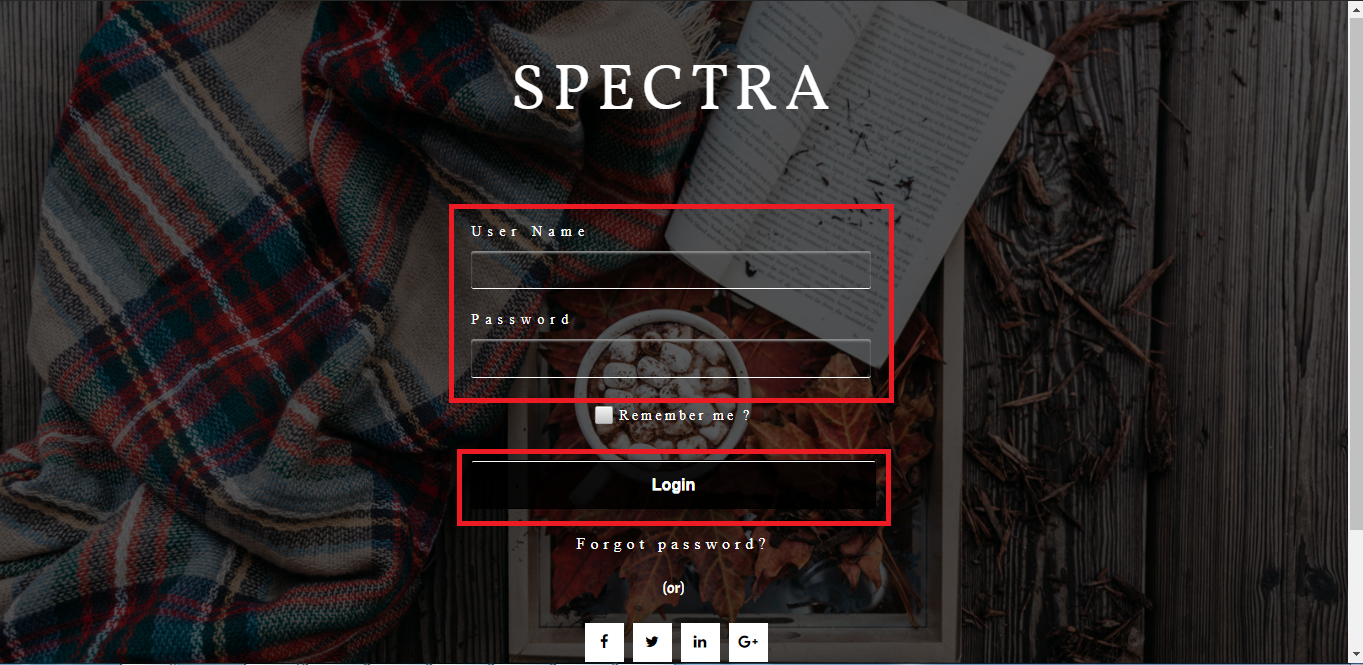 SPECTRA
User Name
Password
Remember me ?
Login
Forgot password?
(or)
f in G+